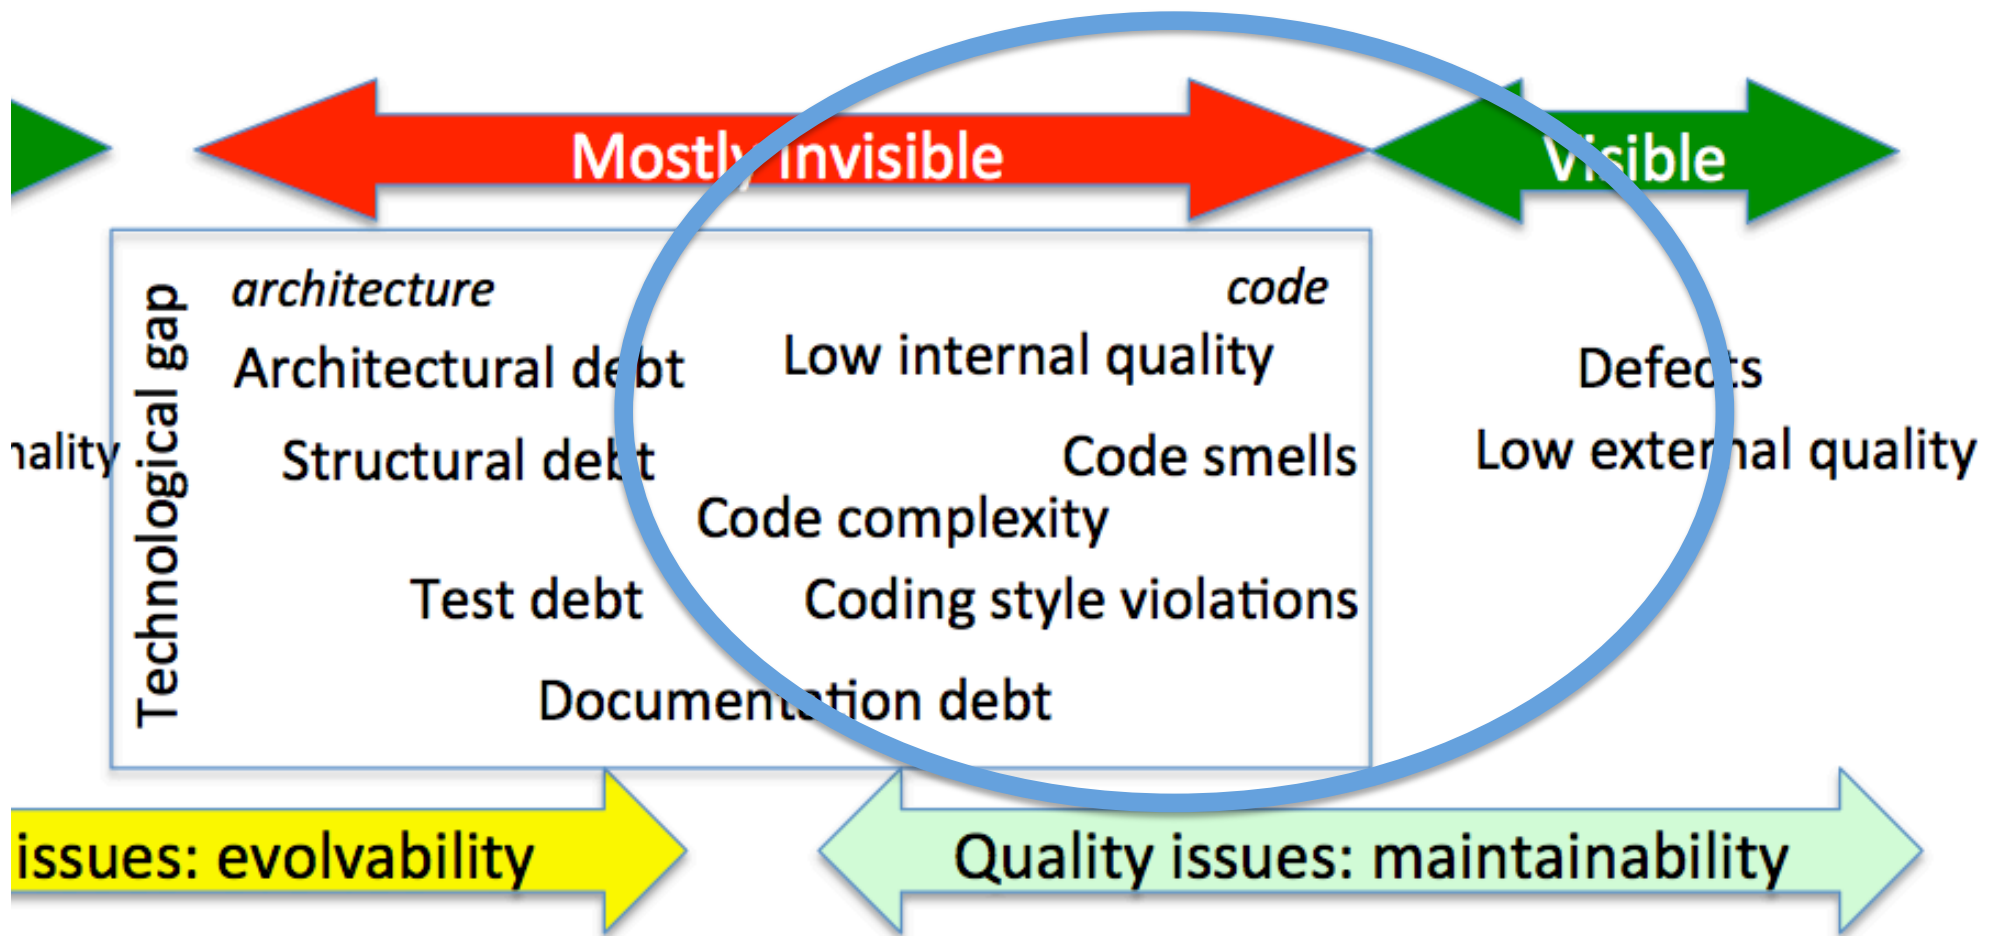 Mostly Invisible
Visible
Technological gap
architecture
code
Architectural debt
Low internal quality
Defects
nality
Structural debt
Code smells
Low external quality
Code complexity
Test debt
Coding style violations
Documentation debt
issues: evolvability
Quality issues: maintainability